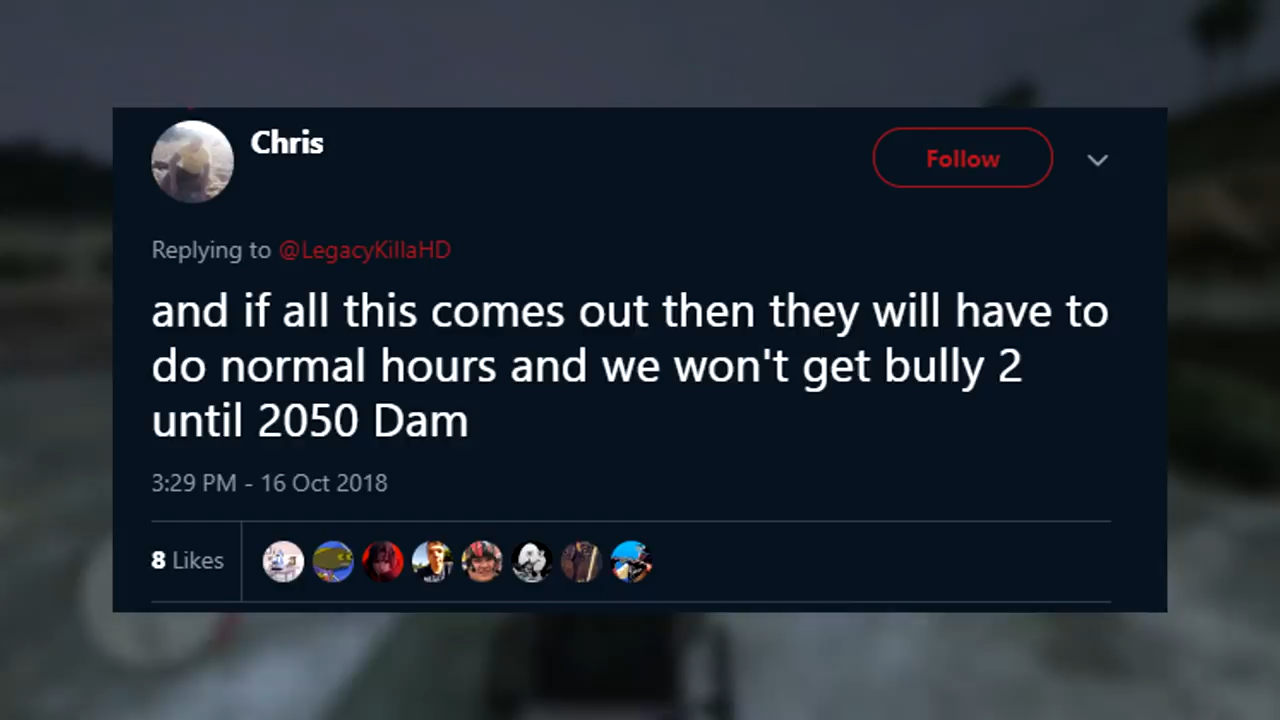 Chris
Follow
Replying to @LegacyKillaHD
and if all this comes out then they will have to
do normal hours and we won't get bully 2
until 2050 Dam
3:29 PM - 16 Oct 2018
8 Likes